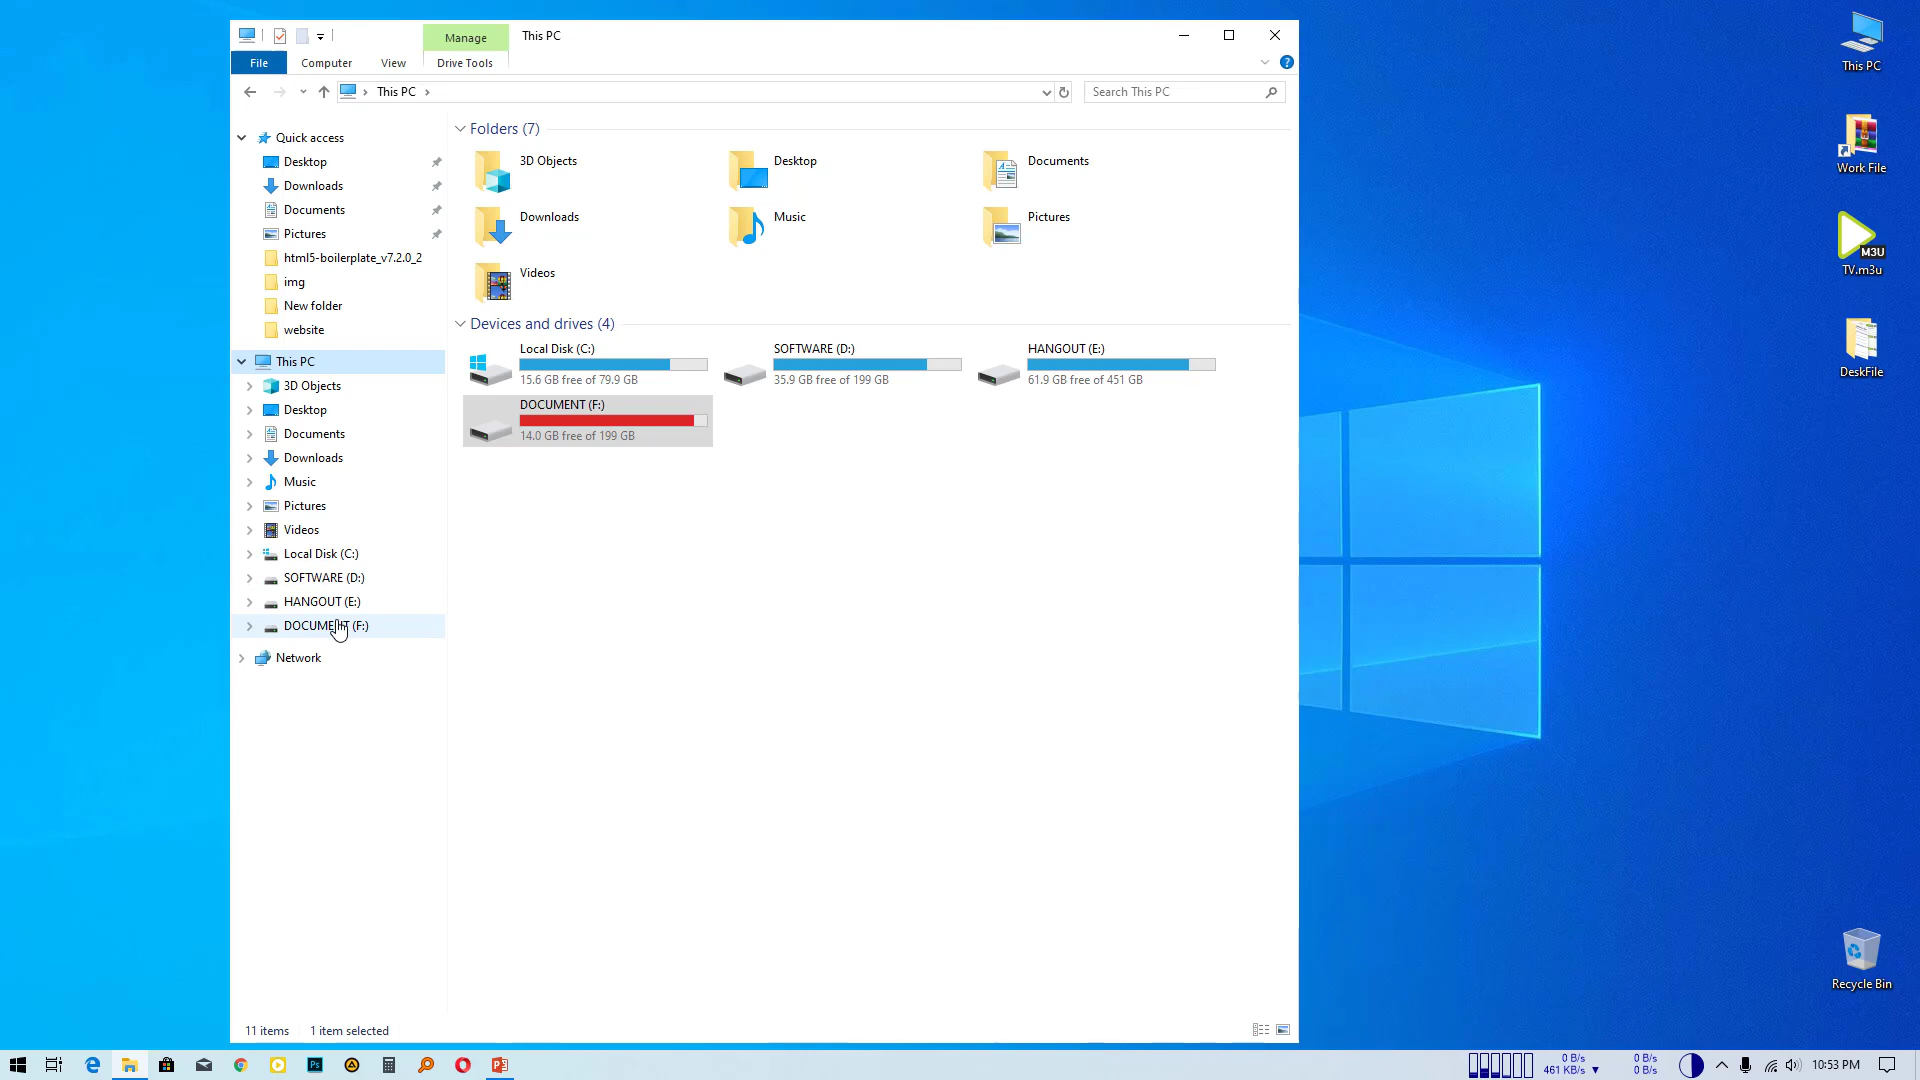 Manage
This PC
File
Computer
View
Drive Tools
This PC
Search This PC
Quick access
Desktop
Downloads
Documents
Pictures
html5-boilerplate_v7.2.0_2
img
New folder
website
This PC
3D Objects
Desktop
Documents
Downloads
Music
Pictures
Videos
Local Disk (C:)
SOFTWARE (D:)
HANGOUT (E:)
DOCUMENT (F:)
Network
Folders (7)
3D Objects
Desktop
Documents
Downloads
Music
Pictures
Videos
Devices and drives (4)
Local Disk (C:)
15.6 GB free of 79.9 GB
SOFTWARE (D:)
35.9 GB free of 199 GB
HANGOUT (E:)
61.9 GB free of 451 GB
DOCUMENT (F:)
14.0 GB free of 199 GB
11 items
1 item selected
This PC
Work File
M3U
TV.m3u
DeskFile
Recycle Bin
Ps
0 B/s
461 KB/s
0 B/s
0 B/s
10:53 PM